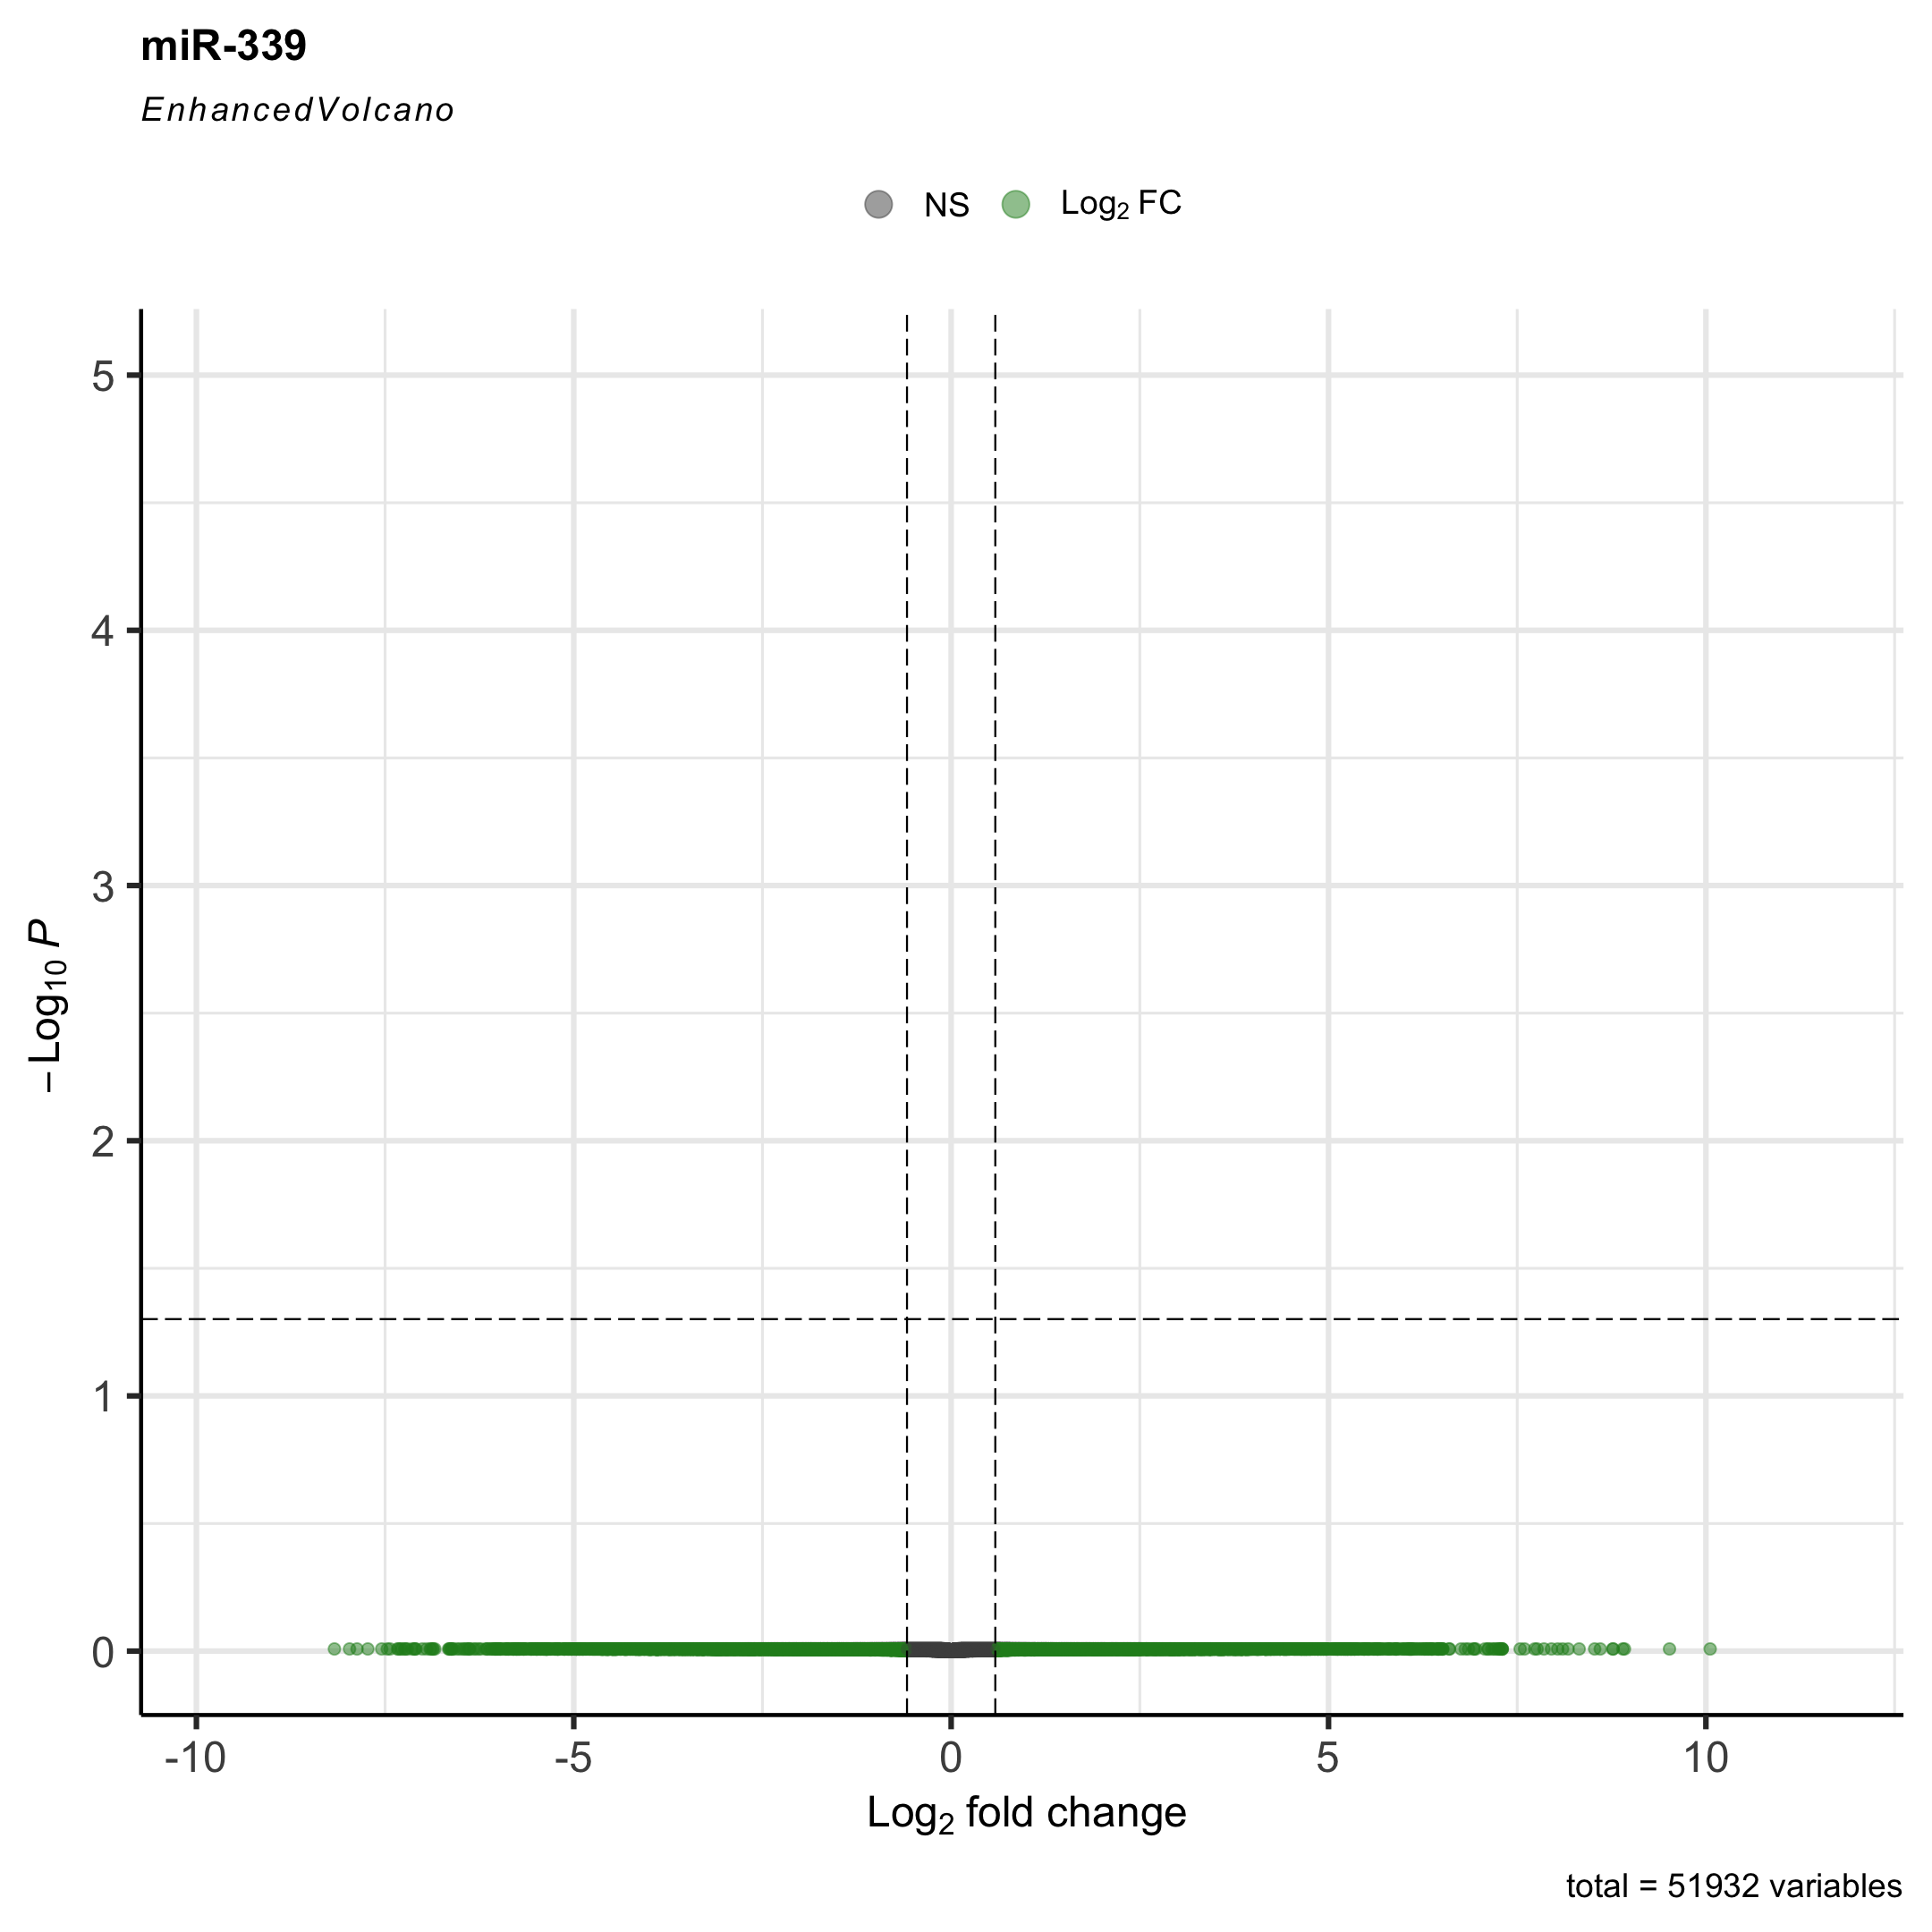 miR-339
EnhancedVolcano
NS Log₂ FC
5
4
3
2
1
0
−Log₁₀ P
-10 -5 0 5 10
Log₂ fold change
total = 51932 variables